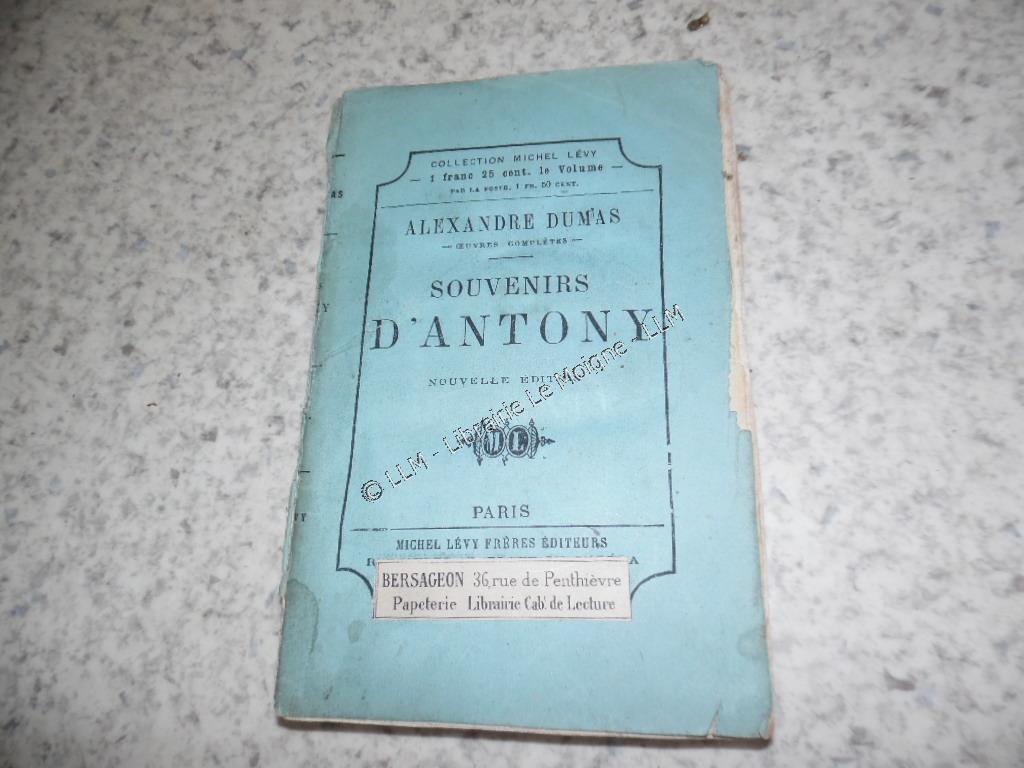 COLLECTION MICHEL LÉVY
— 1 franc 25 cent. le Volume —
PAR LA POSTE, 1 FR. 50 CENT.
ALEXANDRE DUMAS
— ŒUVRES COMPLÈTES —
SOUVENIRS
D'ANTONY
NOUVELLE
© LLM - Librairie Le Moigne - LLM
PARIS
MICHEL LÉVY FRÈRES ÉDITEURS
BERSAGEON 36, rue de Penthièvre
Papeterie Librairie Cabt de Lecture